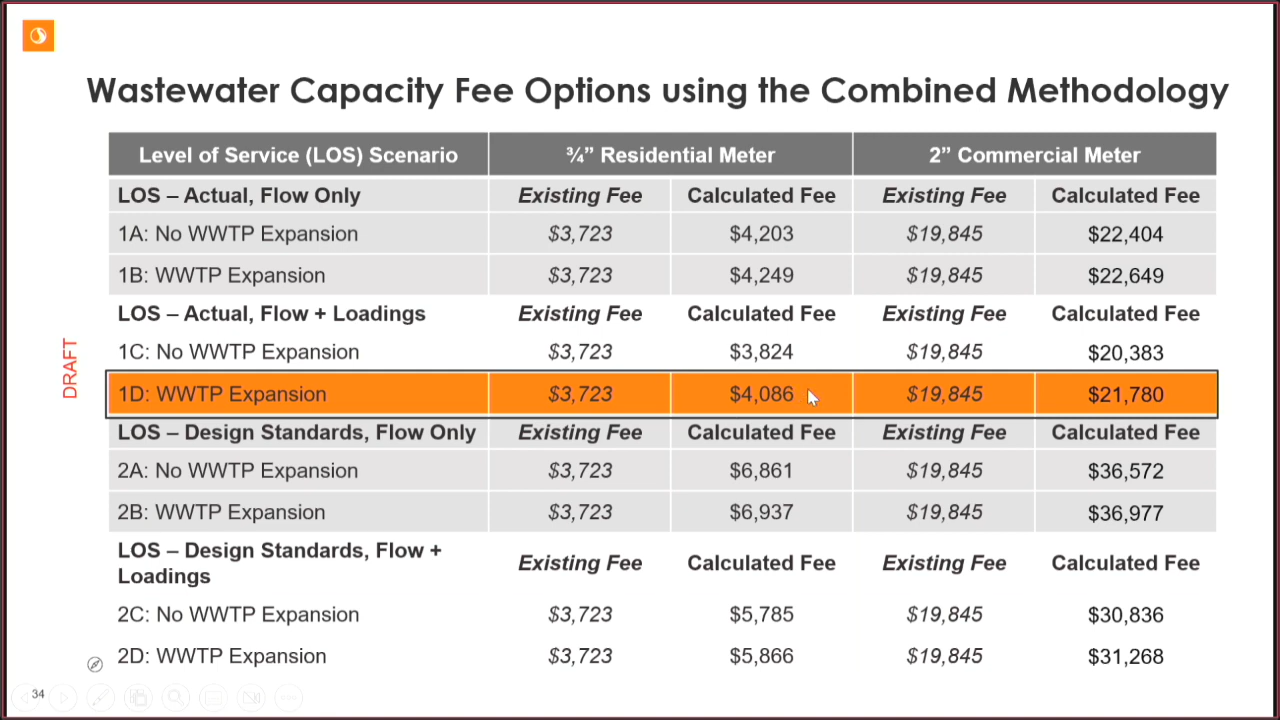 Wastewater Capacity Fee Options using the Combined Methodology
Level of Service (LOS) Scenario ¾” Residential Meter 2” Commercial Meter
LOS – Actual, Flow Only Existing Fee Calculated Fee Existing Fee Calculated Fee
1A: No WWTP Expansion $3,723 $4,203 $19,845 $22,404
1B: WWTP Expansion $3,723 $4,249 $19,845 $22,649
LOS – Actual, Flow + Loadings Existing Fee Calculated Fee Existing Fee Calculated Fee
1C: No WWTP Expansion $3,723 $3,824 $19,845 $20,383
1D: WWTP Expansion $3,723 $4,086 $19,845 $21,780
LOS – Design Standards, Flow Only Existing Fee Calculated Fee Existing Fee Calculated Fee
2A: No WWTP Expansion $3,723 $6,861 $19,845 $36,572
2B: WWTP Expansion $3,723 $6,937 $19,845 $36,977
LOS – Design Standards, Flow +
Loadings Existing Fee Calculated Fee Existing Fee Calculated Fee
2C: No WWTP Expansion $3,723 $5,785 $19,845 $30,836
2D: WWTP Expansion $3,723 $5,866 $19,845 $31,268
DRAFT
34